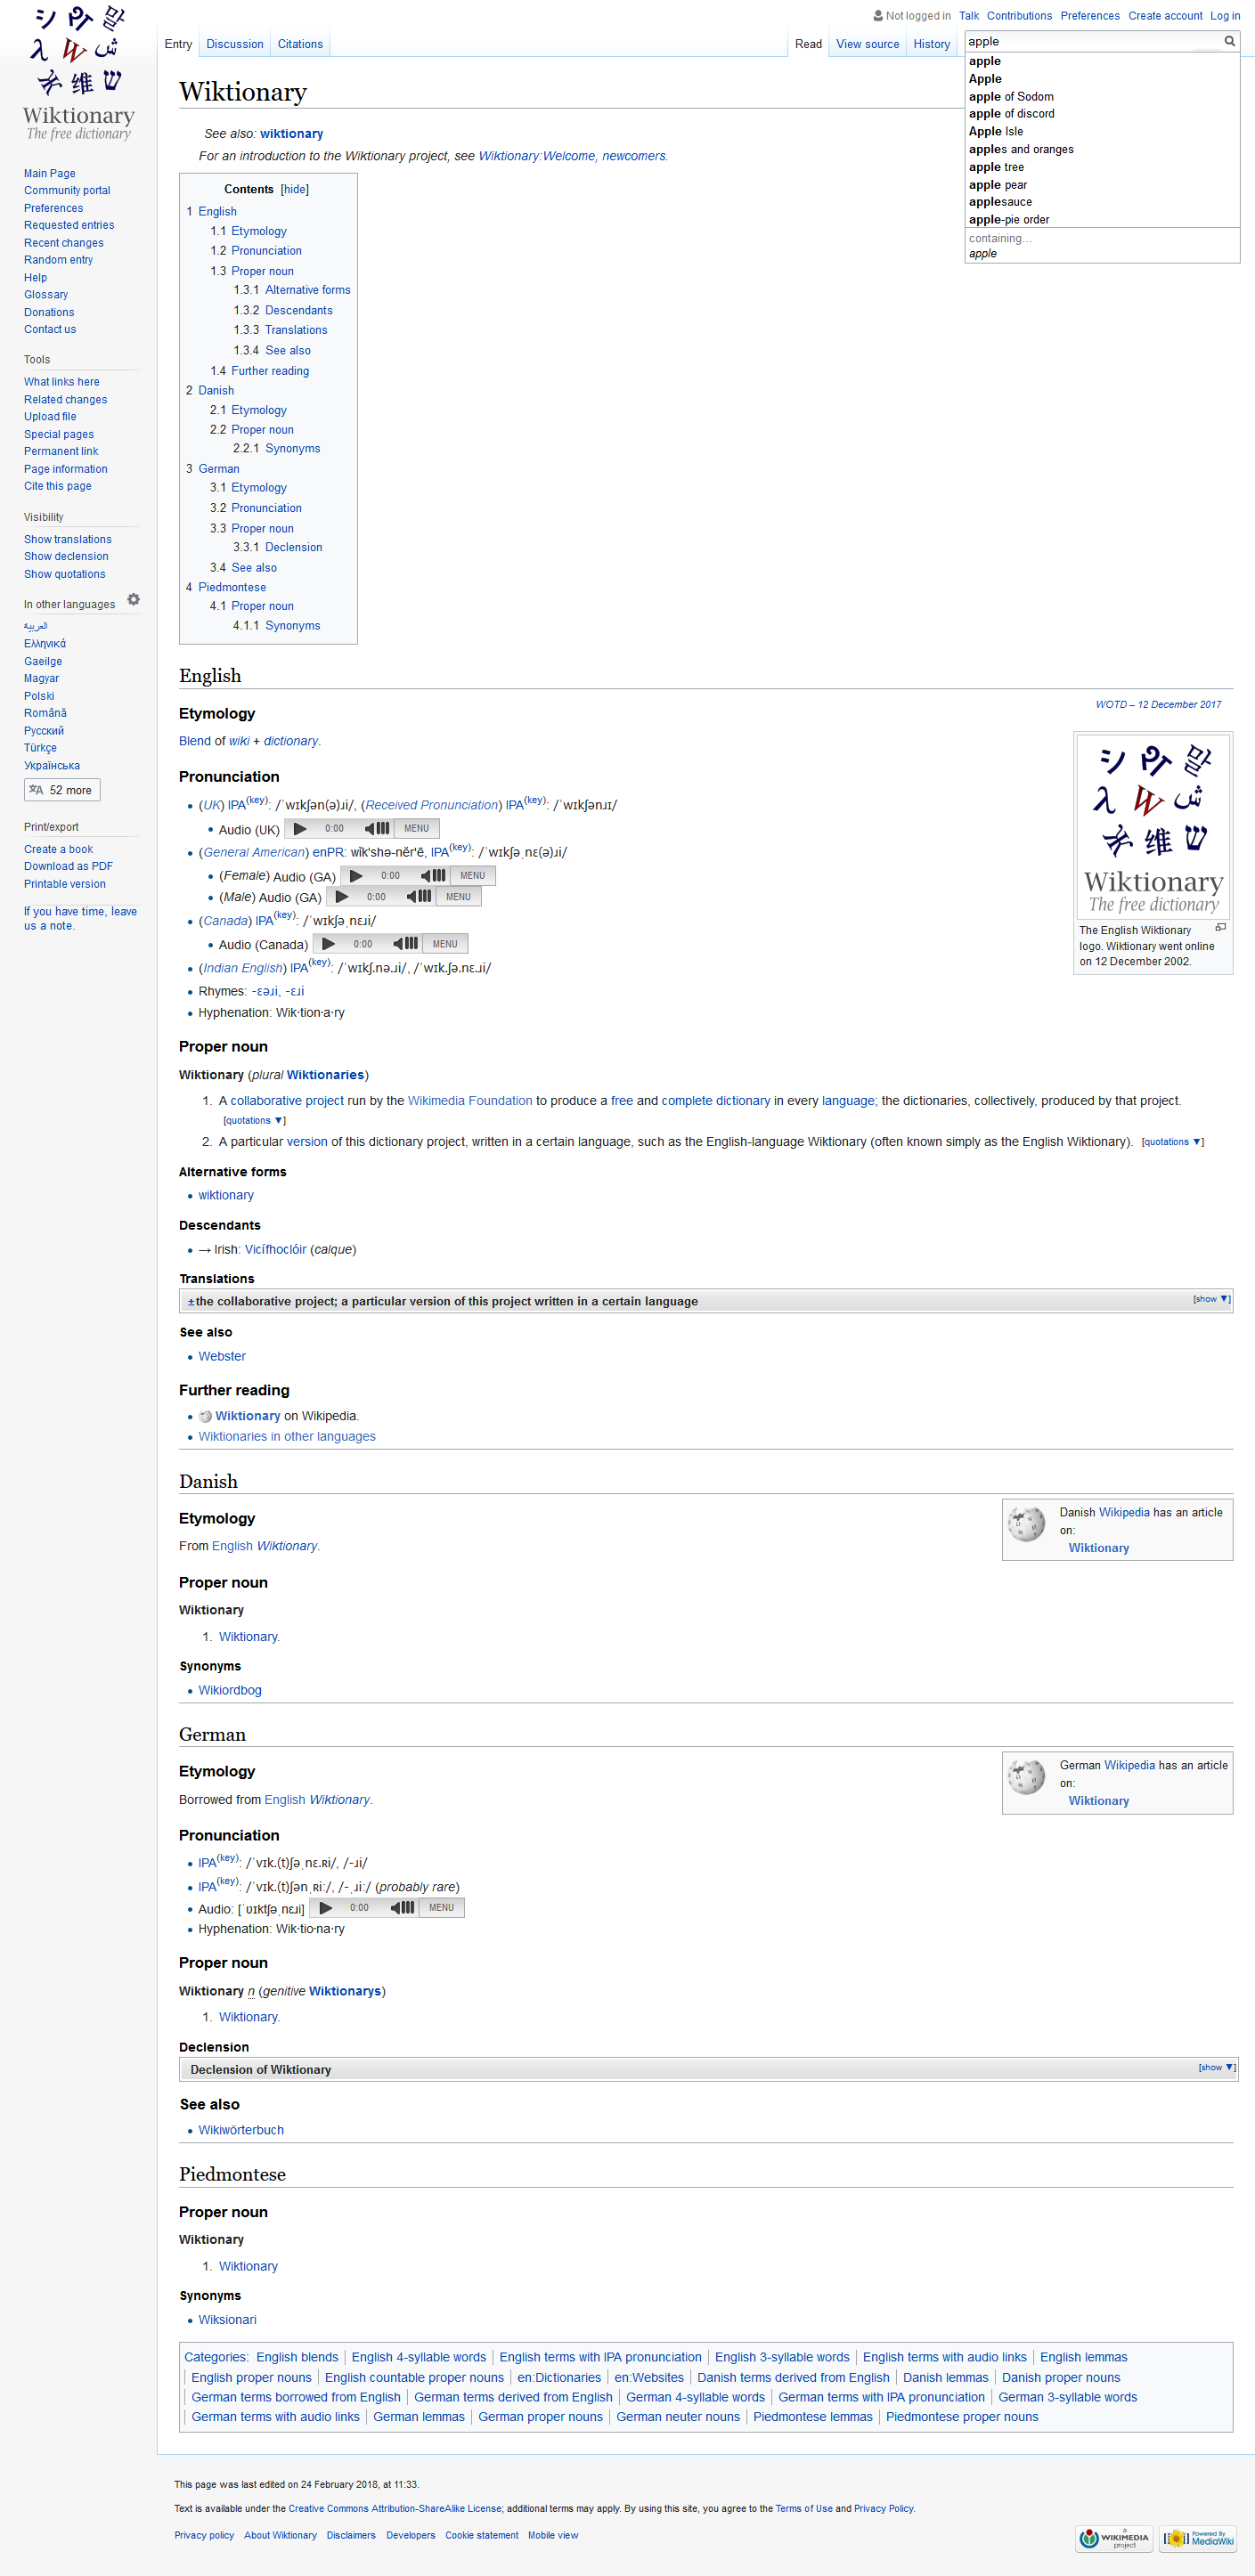 シ
말
維
ש
Wiktionary
The free dictionary
Main Page
Community portal
Preferences
Requested entries
Recent changes
Random entry
Help
Glossary
Donations
Contact us
Tools
What links here
Related changes
Upload file
Special pages
Permanent link
Page information
Cite this page
Visibility
Show translations
Show declension
Show quotations
In other languages
العربية
Ελληνικά
Gaeilge
Magyar
Polski
Română
Русский
Türkçe
Українська
52 more
Print/export
Create a book
Download as PDF
Printable version
If you have time, leave
us a note.
Not logged in Talk Contributions Preferences Create account Log in
Entry Discussion Citations Read View source History
apple
apple
Apple
apple of Sodom
apple of discord
Apple Isle
apples and oranges
apple tree
apple pear
applesauce
apple-pie order
containing...
apple
Wiktionary
See also: wiktionary
For an introduction to the Wiktionary project, see Wiktionary:Welcome, newcomers.
Contents [hide]
1 English
1.1 Etymology
1.2 Pronunciation
1.3 Proper noun
1.3.1 Alternative forms
1.3.2 Descendants
1.3.3 Translations
1.3.4 See also
1.4 Further reading
2 Danish
2.1 Etymology
2.2 Proper noun
2.2.1 Synonyms
3 German
3.1 Etymology
3.2 Pronunciation
3.3 Proper noun
3.3.1 Declension
3.4 See also
4 Piedmontese
4.1 Proper noun
4.1.1 Synonyms
English
WOTD – 12 December 2017
Etymology
Blend of wiki + dictionary.
Wiktionary
The free dictionary
The English Wiktionary
logo. Wiktionary went online
on 12 December 2002.
Pronunciation
(UK) IPA(key): /ˈwɪkʃən(ə)ɹi/, (Received Pronunciation) IPA(key): /ˈwɪkʃənɹɪ/
Audio (UK) 0:00 MENU
(General American) enPR: wĭk'shə-nĕr'ē, IPA(key): /ˈwɪkʃəˌnɛ(ə)ɹi/
(Female) Audio (GA) 0:00 MENU
(Male) Audio (GA) 0:00 MENU
(Canada) IPA(key): /ˈwɪkʃəˌnɛɹi/
Audio (Canada) 0:00 MENU
(Indian English) IPA(key): /ˈwɪkʃ.nə.ɹi/, /ˈwɪk.ʃə.nɛ.ɹi/
Rhymes: -ɛəɹi, -ɛɹi
Hyphenation: Wik‧tion‧a‧ry
Proper noun
Wiktionary (plural Wiktionaries)
1. A collaborative project run by the Wikimedia Foundation to produce a free and complete dictionary in every language; the dictionaries, collectively, produced by that project.
[quotations ▼]
2. A particular version of this dictionary project, written in a certain language, such as the English-language Wiktionary (often known simply as the English Wiktionary). [quotations ▼]
Alternative forms
wiktionary
Descendants
→ Irish: Vicífhoclóir (calque)
Translations
±the collaborative project; a particular version of this project written in a certain language [show ▼]
See also
Webster
Further reading
Wiktionary on Wikipedia.
Wiktionaries in other languages
Danish
Etymology
From English Wiktionary.
Danish Wikipedia has an article
on:
Wiktionary
Proper noun
Wiktionary
1. Wiktionary.
Synonyms
Wikiordbog
German
Etymology
Borrowed from English Wiktionary.
German Wikipedia has an article
on:
Wiktionary
Pronunciation
IPA(key): /ˈvɪk.(t)ʃəˌnɛ.ʀi/, /-ɹi/
IPA(key): /ˈvɪk.(t)ʃənˌʀiː/, /-ˌɹiː/ (probably rare)
Audio: [ˈʋɪktʃəˌnɛɹi] 0:00 MENU
Hyphenation: Wik‧tio‧na‧ry
Proper noun
Wiktionary n (genitive Wiktionarys)
1. Wiktionary.
Declension
Declension of Wiktionary [show ▼]
See also
Wikiwörterbuch
Piedmontese
Proper noun
Wiktionary
1. Wiktionary
Synonyms
Wiksionari
Categories: English blends | English 4-syllable words | English terms with IPA pronunciation | English 3-syllable words | English terms with audio links | English lemmas
| English proper nouns | English countable proper nouns | en:Dictionaries | en:Websites | Danish terms derived from English | Danish lemmas | Danish proper nouns
| German terms borrowed from English | German terms derived from English | German 4-syllable words | German terms with IPA pronunciation | German 3-syllable words
| German terms with audio links | German lemmas | German proper nouns | German neuter nouns | Piedmontese lemmas | Piedmontese proper nouns
This page was last edited on 24 February 2018, at 11:33.
Text is available under the Creative Commons Attribution-ShareAlike License; additional terms may apply. By using this site, you agree to the Terms of Use and Privacy Policy.
Privacy policy About Wiktionary Disclaimers Developers Cookie statement Mobile view
a WIKIMEDIA project
Powered By MediaWiki